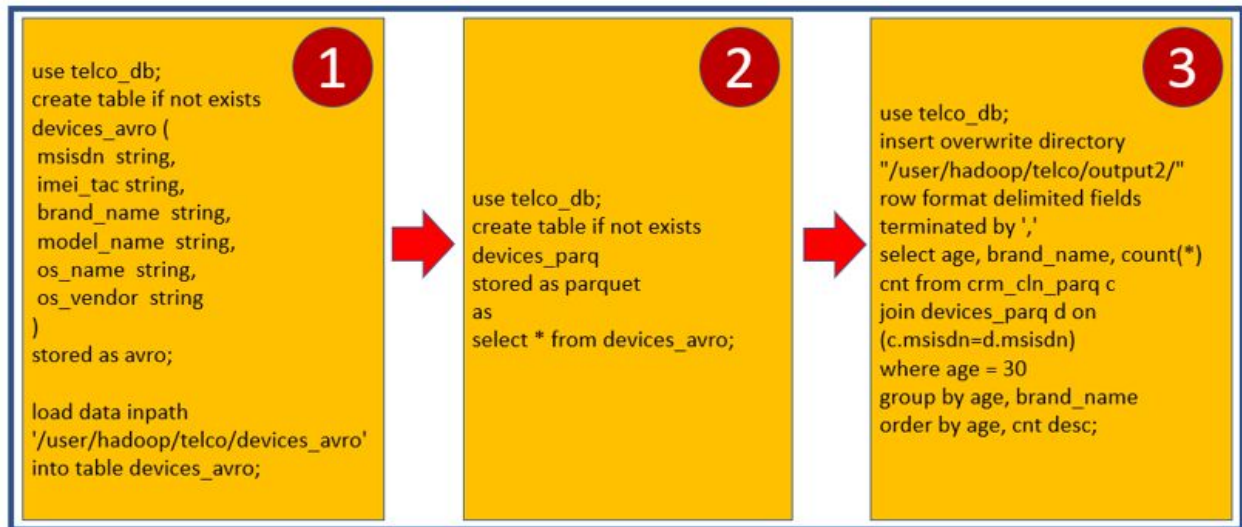 1
use telco_db;
create table if not exists
devices_avro (
msisdn string,
imei_tac string,
brand_name string,
model_name string,
os_name string,
os_vendor string
)
stored as avro;
load data inpath
'/user/hadoop/telco/devices_avro'
into table devices_avro;
2
use telco_db;
create table if not exists
devices_parq
stored as parquet
as
select * from devices_avro;
3
use telco_db;
insert overwrite directory
"/user/hadoop/telco/output2/"
row format delimited fields
terminated by ','
select age, brand_name, count(*)
cnt from crm_cln_parq c
join devices_parq d on
(c.msisdn=d.msisdn)
where age = 30
group by age, brand_name
order by age, cnt desc;